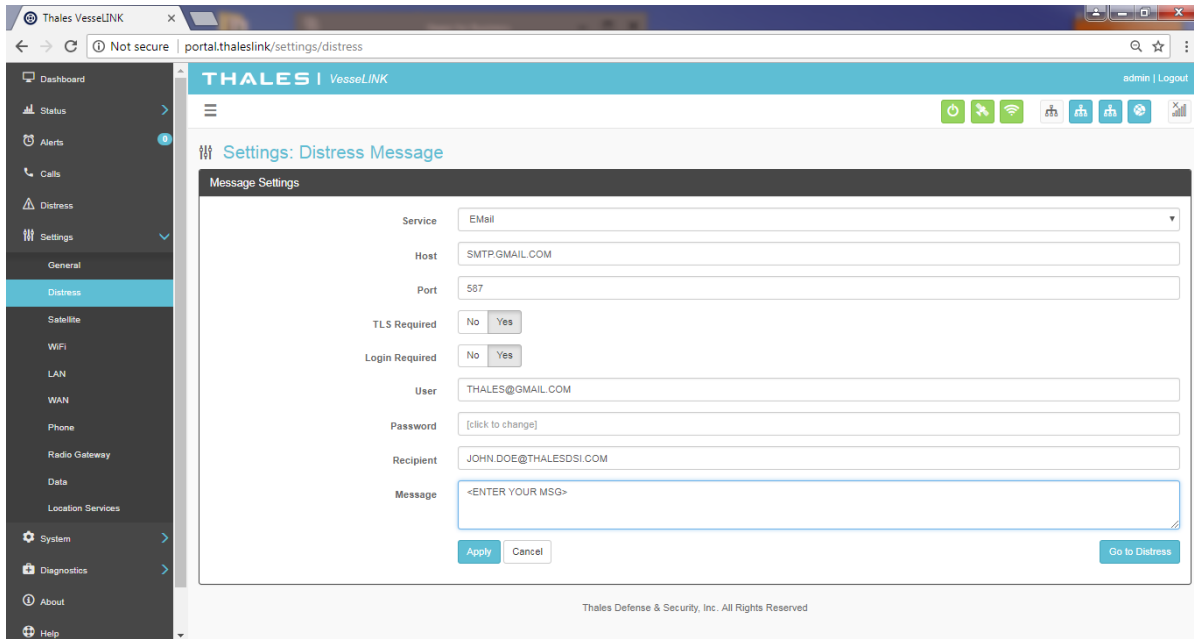 Thales VesseLINK
Not secure | portal.thaleslink/settings/distress
Dashboard
Status
Alerts 0
Calls
Distress
Settings
General
Distress
Satellite
WiFi
LAN
WAN
Phone
Radio Gateway
Data
Location Services
System
Diagnostics
About
Help
THALES | VesseLINK
admin | Logout
Settings: Distress Message
Message Settings
Service EMail
Host SMTP.GMAIL.COM
Port 587
TLS Required No Yes
Login Required No Yes
User THALES@GMAIL.COM
Password [click to change]
Recipient JOHN.DOE@THALESDSI.COM
Message <ENTER YOUR MSG>
Apply Cancel Go to Distress
Thales Defense & Security, Inc. All Rights Reserved